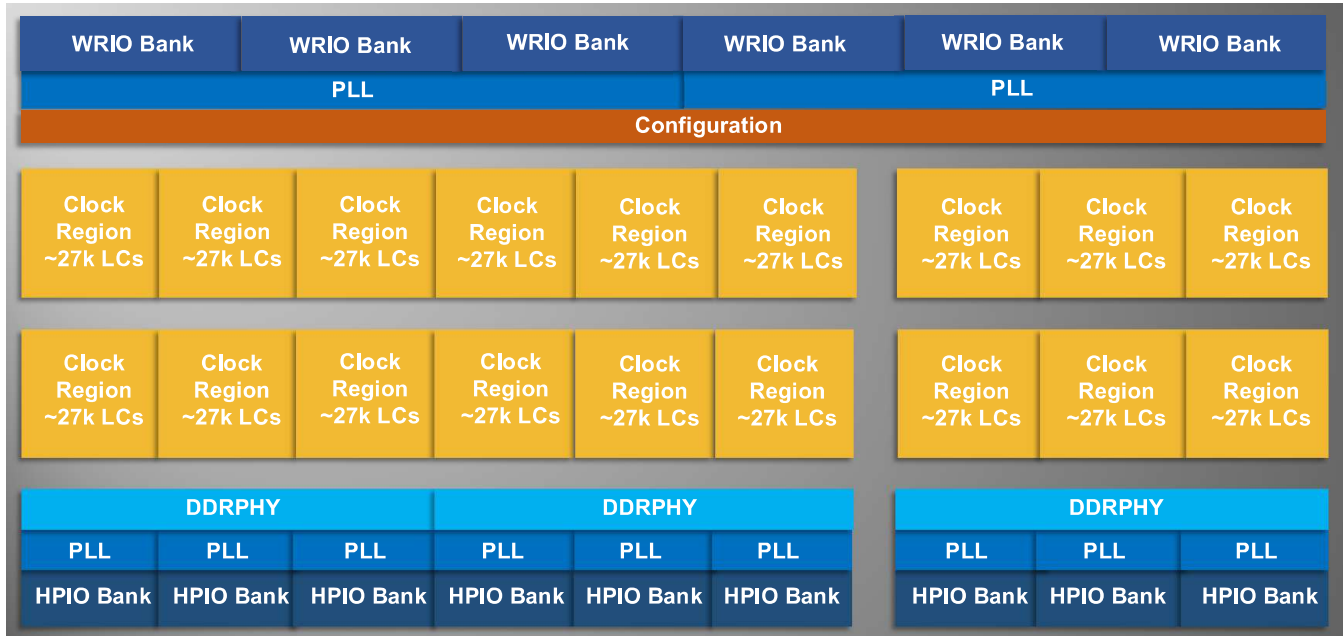 WRIO Bank WRIO Bank WRIO Bank WRIO Bank WRIO Bank WRIO Bank
PLL PLL
Configuration
Clock Clock Clock Clock Clock Clock Clock Clock Clock
Region Region Region Region Region Region Region Region Region
~27k LCs ~27k LCs ~27k LCs ~27k LCs ~27k LCs ~27k LCs ~27k LCs ~27k LCs ~27k LCs
Clock Clock Clock Clock Clock Clock Clock Clock Clock
Region Region Region Region Region Region Region Region Region
~27k LCs ~27k LCs ~27k LCs ~27k LCs ~27k LCs ~27k LCs ~27k LCs ~27k LCs ~27k LCs
DDRPHY DDRPHY DDRPHY
PLL PLL PLL PLL PLL PLL PLL PLL PLL
HPIO Bank HPIO Bank HPIO Bank HPIO Bank HPIO Bank HPIO Bank HPIO Bank HPIO Bank HPIO Bank